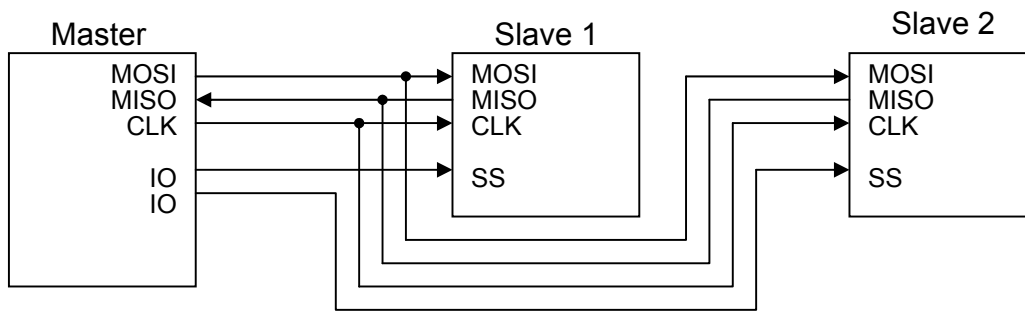 Master
MOSI
MISO
CLK
IO
IO
Slave 1
MOSI
MISO
CLK
SS
Slave 2
MOSI
MISO
CLK
SS